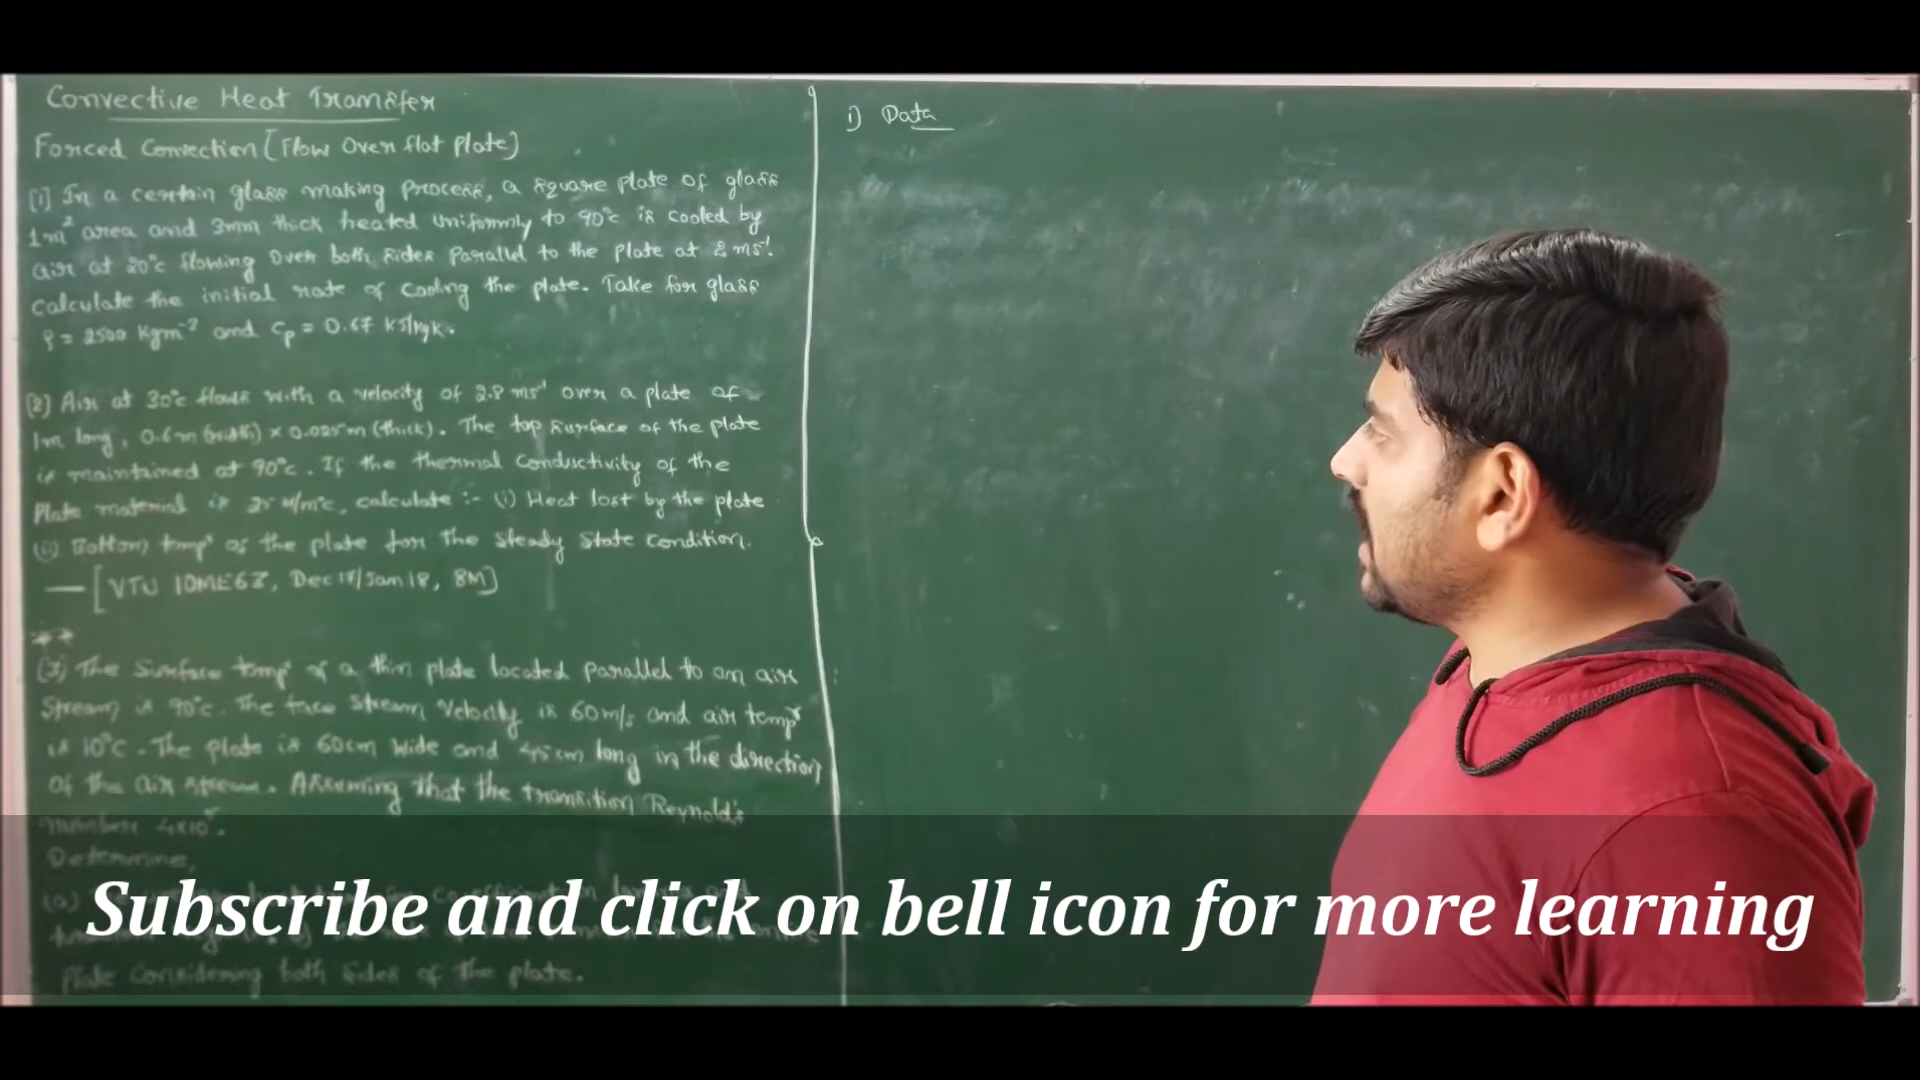 Convective Heat Transfer
Forced Convection [Flow Over flat Plate]
(1) In a certain glass making process, a square plate of glass
1m² area and 3mm thick heated uniformly to 90°c is cooled by
air at 20°c flowing over both sides parallel to the plate at 2 ms⁻¹.
calculate the initial rate of cooling the plate. Take for glass
ρ = 2500 kgm⁻³ and Cp = 0.67 kJ/kgk.
(2) Air at 30°c flows with a velocity of 2.8 ms⁻¹ over a plate of
1m long, 0.6m (width) × 0.025m (thick). The top surface of the plate
is maintained at 90°c. If the thermal conductivity of the
plate material is 25 w/m°c, calculate :- (i) Heat lost by the plate
(ii) Bottom tempr of the plate for the steady state condition.
— [VTU 10ME63, Dec 17/Jan 18, 8M]
**
(3) The Surface tempr of a thin plate located parallel to an air
stream is 90°c. The free stream velocity is 60m/s and air tempr
is 10°C. The plate is 60cm wide and 45cm long in the direction
of the air stream. Assuming that the transition Reynold's
number 4x10⁵.
Determine,
(a)
plate considering both sides of the plate.
i) Data
Subscribe and click on bell icon for more learning